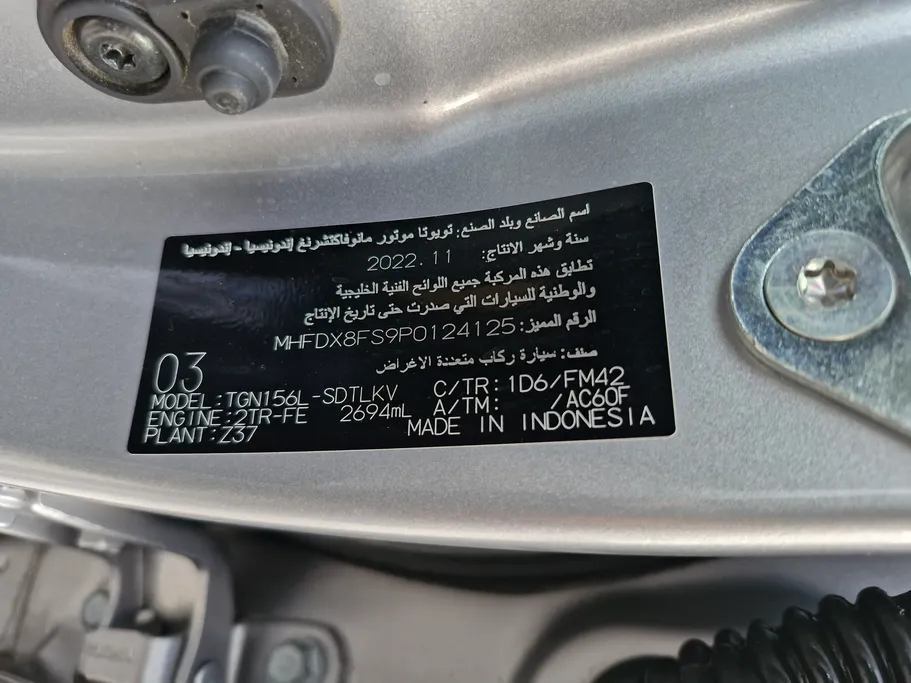 اسم الصانع وبلد الصنع: تويوتا موتور مانوفاكتشرنغ إندونيسيا - إندونيسيا
سنة وشهر الانتاج: 2022.11
تطابق هذه المركبة جميع اللوائح الفنية الخليجية
والوطنية للسيارات التي صدرت حتى تاريخ الإنتاج
الرقم المميز: MHFDX8FS9P0124125
صنف: سيارة ركاب متعددة الاغراض
03
MODEL:TGN156L-SDTLKV C/TR: 1D6/FM42
ENGINE:2TR-FE 2694mL A/TM: /AC60F
PLANT:Z37 MADE IN INDONESIA